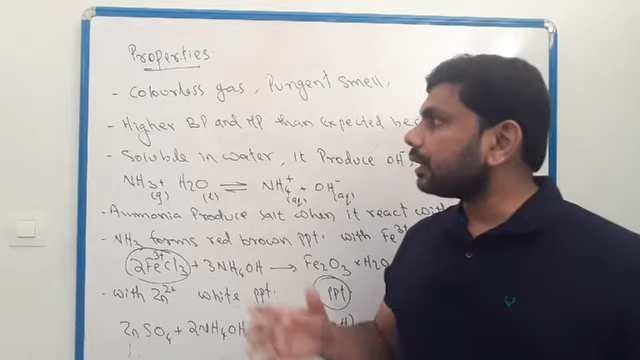 Properties
- Colourless gas, Pungent smell,
- Higher BP and MP than expected bec
- Soluble in water, it Produce OH⁻,
NH₃ + H₂O ⇌ NH₄⁺ + OH⁻
(g) (l) (aq) (aq)
- Ammonia Produce salt when it react with
- NH₃ forms red brown ppt. with Fe³⁺
2FeCl₃ + 3NH₄OH → Fe₂O₃ × H₂O
- with Zn²⁺ white ppt. ppt
ZnSO₄ + 2NH₄OH